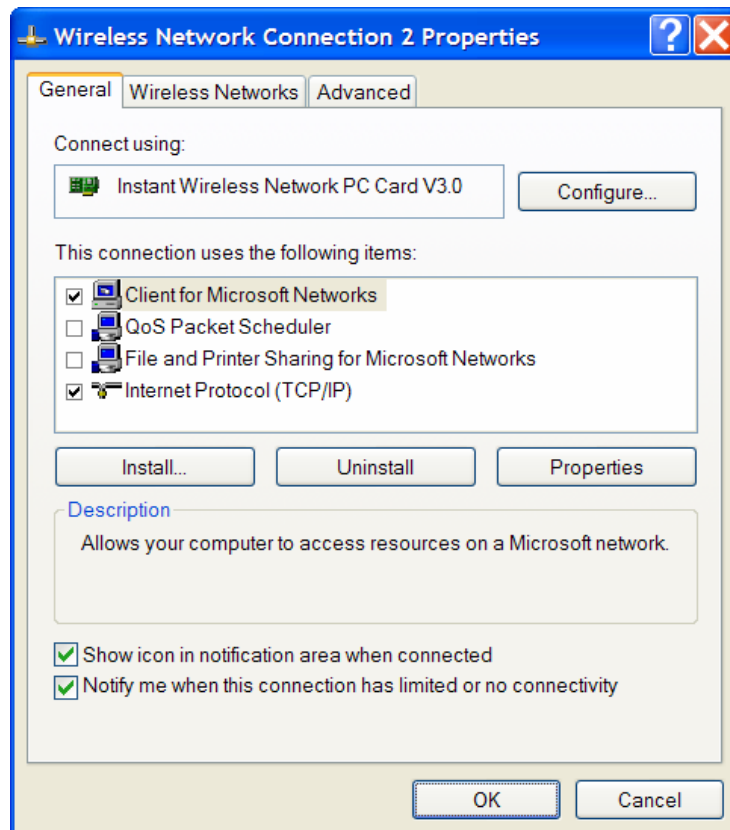 Wireless Network Connection 2 Properties
?
General
Wireless Networks
Advanced
Connect using:
Instant Wireless Network PC Card V3.0
Configure...
This connection uses the following items:
Client for Microsoft Networks
QoS Packet Scheduler
File and Printer Sharing for Microsoft Networks
Internet Protocol (TCP/IP)
Install...
Uninstall
Properties
Description
Allows your computer to access resources on a Microsoft network.
Show icon in notification area when connected
Notify me when this connection has limited or no connectivity
OK
Cancel